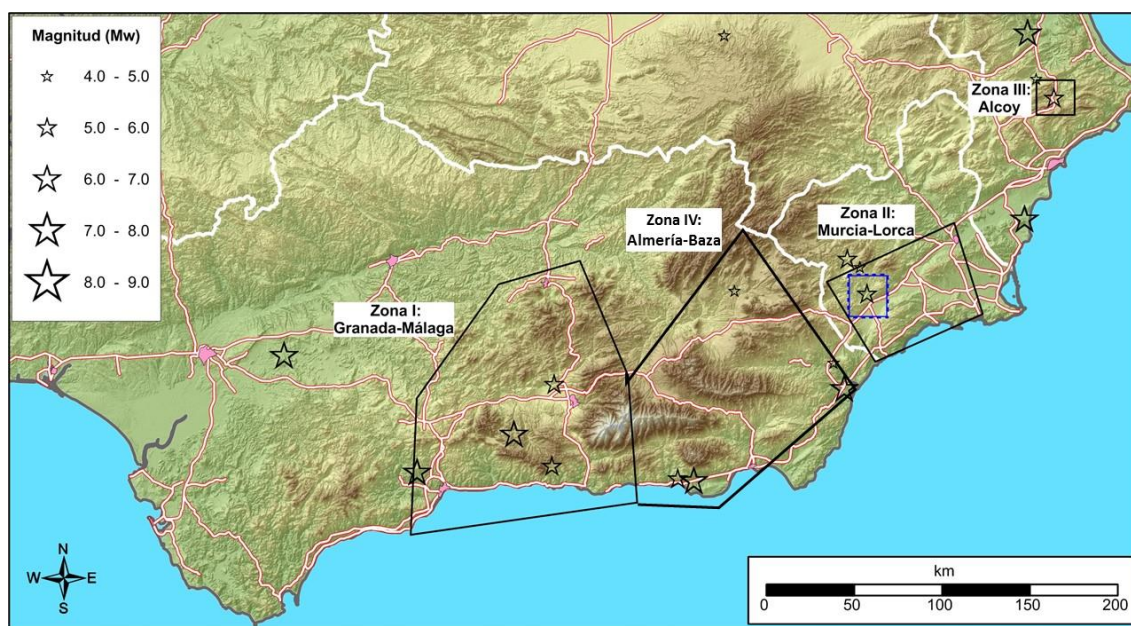 Magnitud (Mw)
4.0 - 5.0
5.0 - 6.0
6.0 - 7.0
7.0 - 8.0
8.0 - 9.0
Zona III:
Alcoy
Zona IV:
Almería-Baza
Zona II:
Murcia-Lorca
Zona I:
Granada-Málaga
N
W E
S
km
0 50 100 150 200